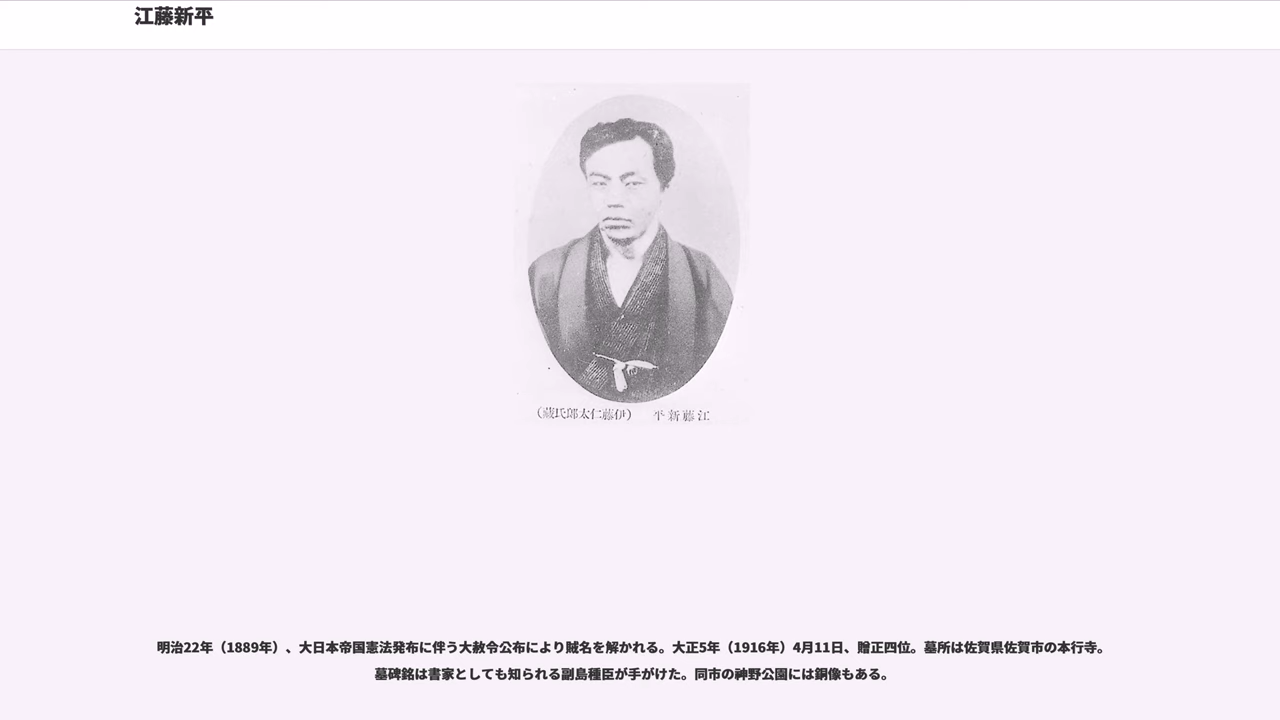 江藤新平
（蔵氏郎太仁藤伊） 平新藤江
明治22年（1889年）、大日本帝国憲法発布に伴う大赦令公布により賊名を解かれる。大正5年（1916年）4月11日、贈正四位。墓所は佐賀県佐賀市の本行寺。
墓碑銘は書家としても知られる副島種臣が手がけた。同市の神野公園には銅像もある。